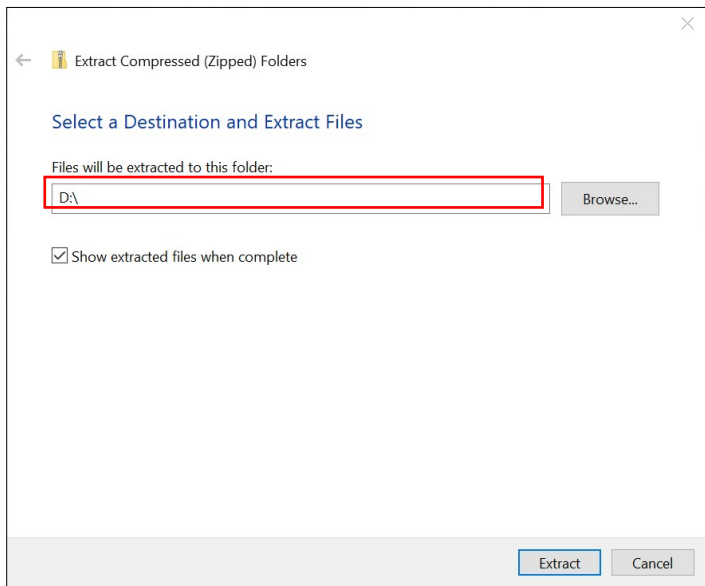 Extract Compressed (Zipped) Folders
Select a Destination and Extract Files
Files will be extracted to this folder:
D:\
Browse...
Show extracted files when complete
Extract
Cancel